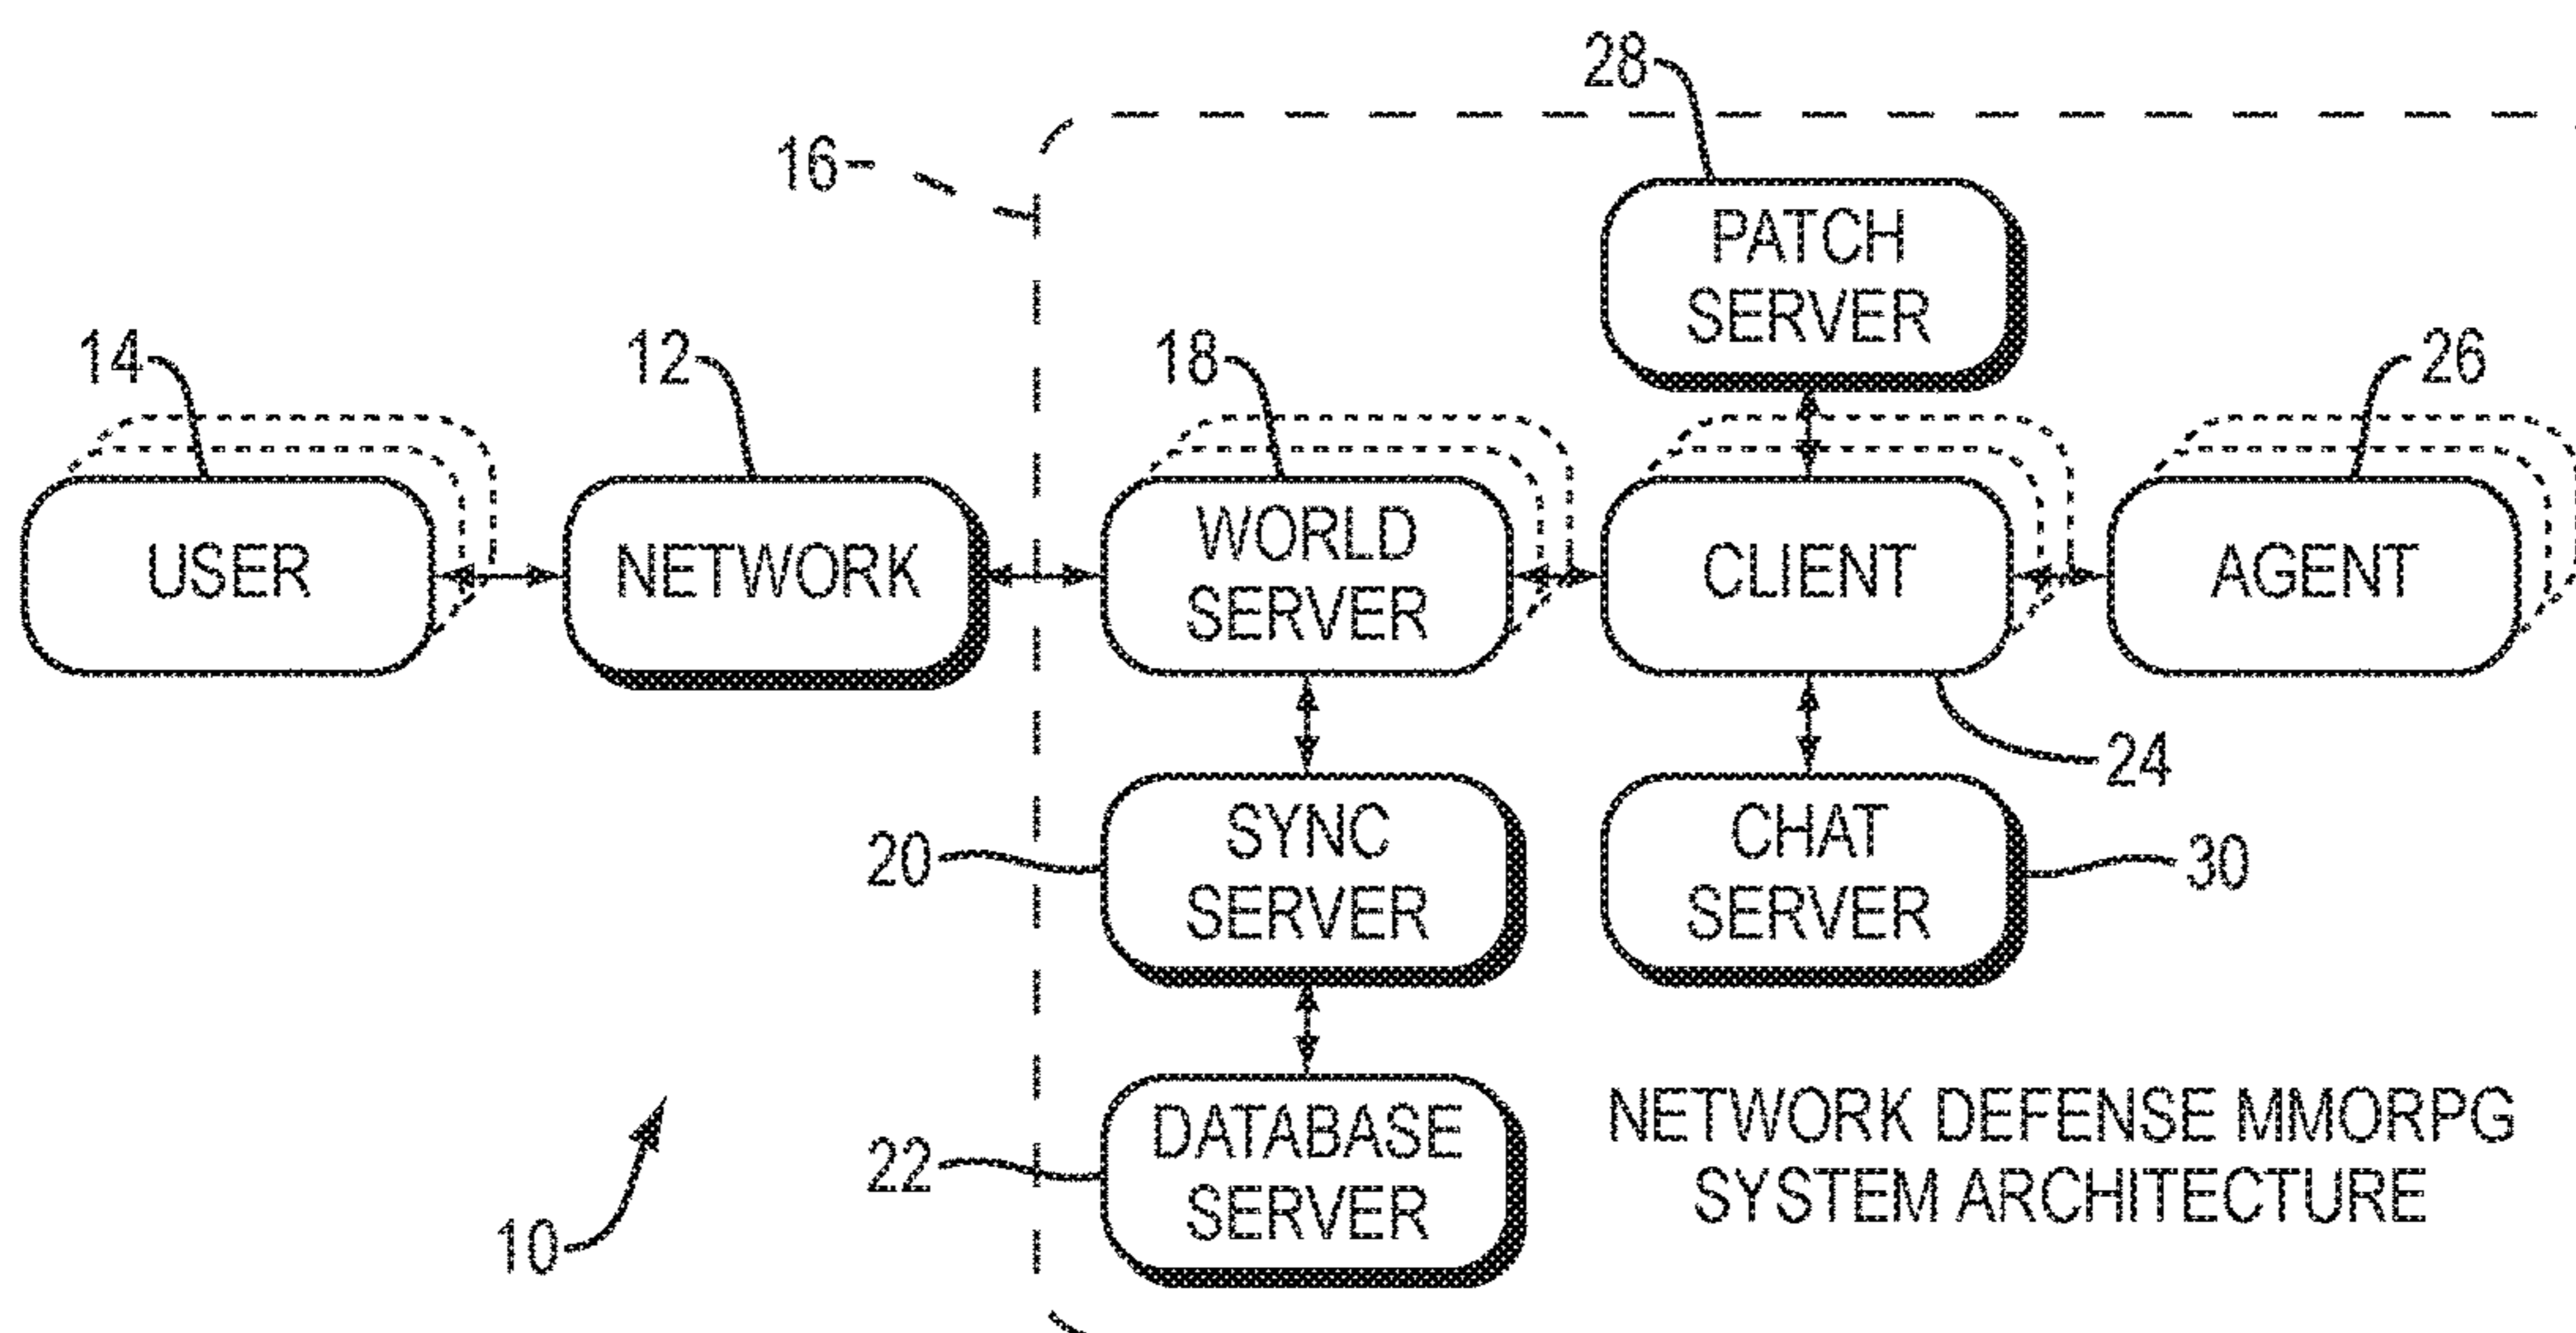 28
16
PATCH
SERVER
14
12
18
26
USER
NETWORK
WORLD
SERVER
CLIENT
AGENT
24
20
SYNC
SERVER
CHAT
SERVER
30
22
DATABASE
SERVER
NETWORK DEFENSE MMORPG
SYSTEM ARCHITECTURE
10